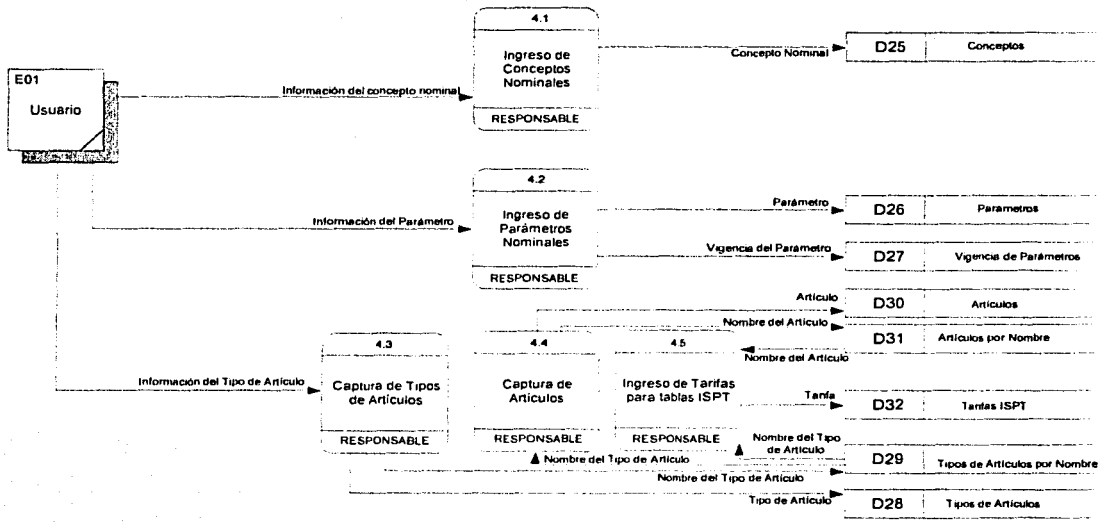 4.1
Ingreso de
Conceptos
Nominales
RESPONSABLE
Concepto Nominal
D25 Conceptos
E01
Usuario
Información del concepto nominal
4.2
Ingreso de
Parámetros
Nominales
RESPONSABLE
Información del Parámetro
Parámetro
D26 Parametros
Vigencia del Parámetro
D27 Vigencia de Parámetros
Artículo
D30 Artículos
Nombre del Artículo
D31 Artículos por Nombre
Nombre del Artículo
4.3
Captura de Tipos
de Artículos
RESPONSABLE
Información del Tipo de Artículo
4.4
Captura de
Artículos
RESPONSABLE
4.5
Ingreso de Tarifas
para tablas ISPT
RESPONSABLE
Tarifa
D32 Tarifas ISPT
Nombre del Tipo
de Artículo
Nombre del Tipo de Artículo
D29 Tipos de Artículos por Nombre
Nombre del Tipo de Artículo
Tipo de Artículo
D28 Tipos de Artículos